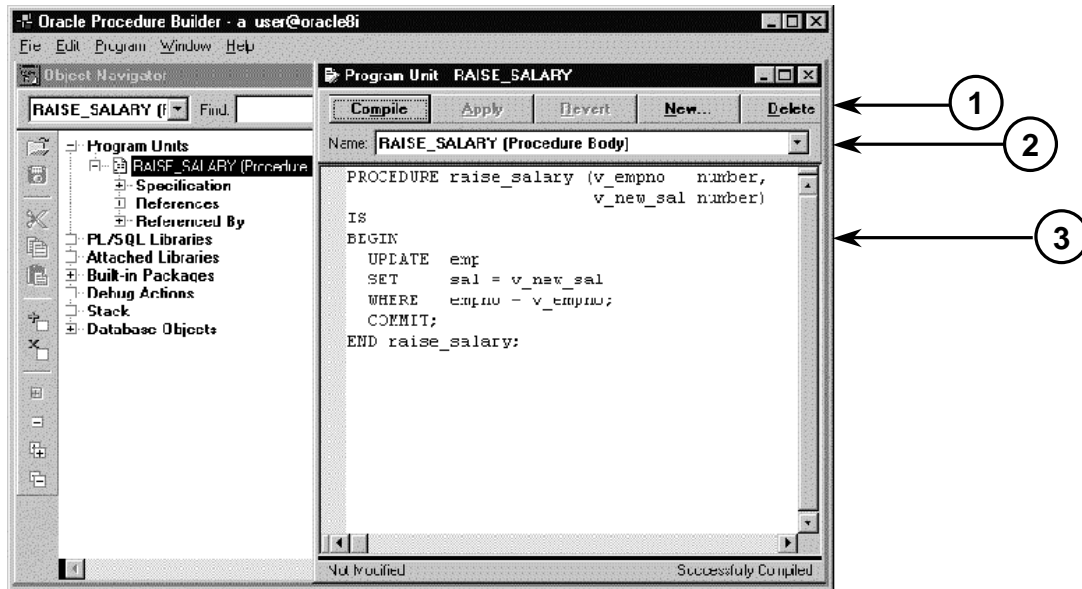 Oracle Procedure Builder - a user@oracle8i
File Edit Program Window Help
Object Navigator
RAISE_SALARY (F Find:
Program Units
RAISE_SALARY (Procedure
Specification
References
Referenced By
PL/SQL Libraries
Attached Libraries
Built-in Packages
Debug Actions
Stack
Database Objects
Program Unit RAISE_SALARY
Compile Apply Revert New... Delete
Name: RAISE_SALARY (Procedure Body)
PROCEDURE raise_salary (v_empno number,
v_new_sal number)
IS
BEGIN
UPDATE emp
SET sal = v_new_sal
WHERE empno = v_empno;
COMMIT;
END raise_salary;
Not Modified Successfully Compiled
1
2
3